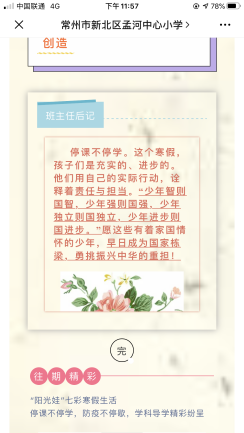 中国联通 4G
下午11:57
78%
常州市新北区孟河中心小学
创造
班主任后记
停课不停学。这个寒假，
孩子们是充实的、进步的。
他们用自己的实际行动，诠
释着责任与担当。“少年智则
国智，少年强则国强，少年
独立则国独立，少年进步则
国进步。”愿这些有着家国情
怀的少年，早日成为国家栋
梁，勇挑振兴中华的重担！
完
往期精彩
“阳光娃”七彩寒假生活
停课不停学，防疫不停歇，学科导学精彩纷呈